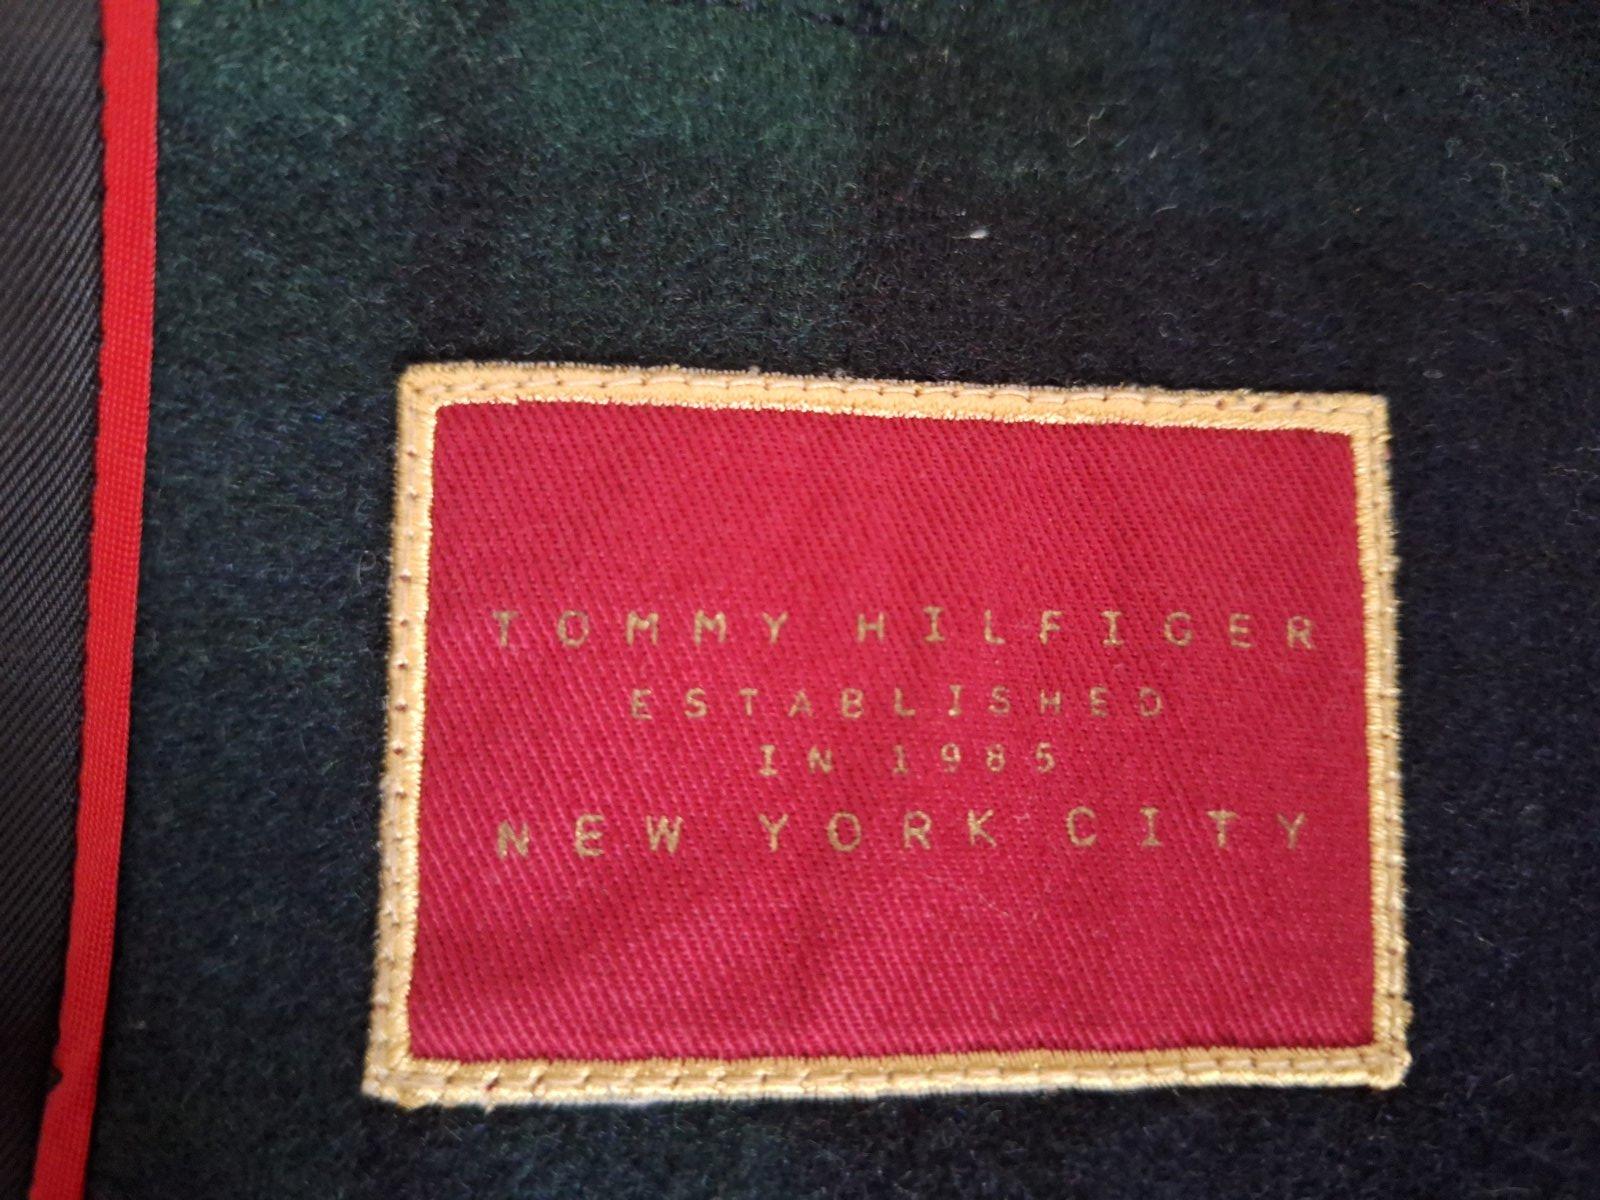 TOMMY HILFIGER
ESTABLISHED
IN 1985
NEW YORK CITY